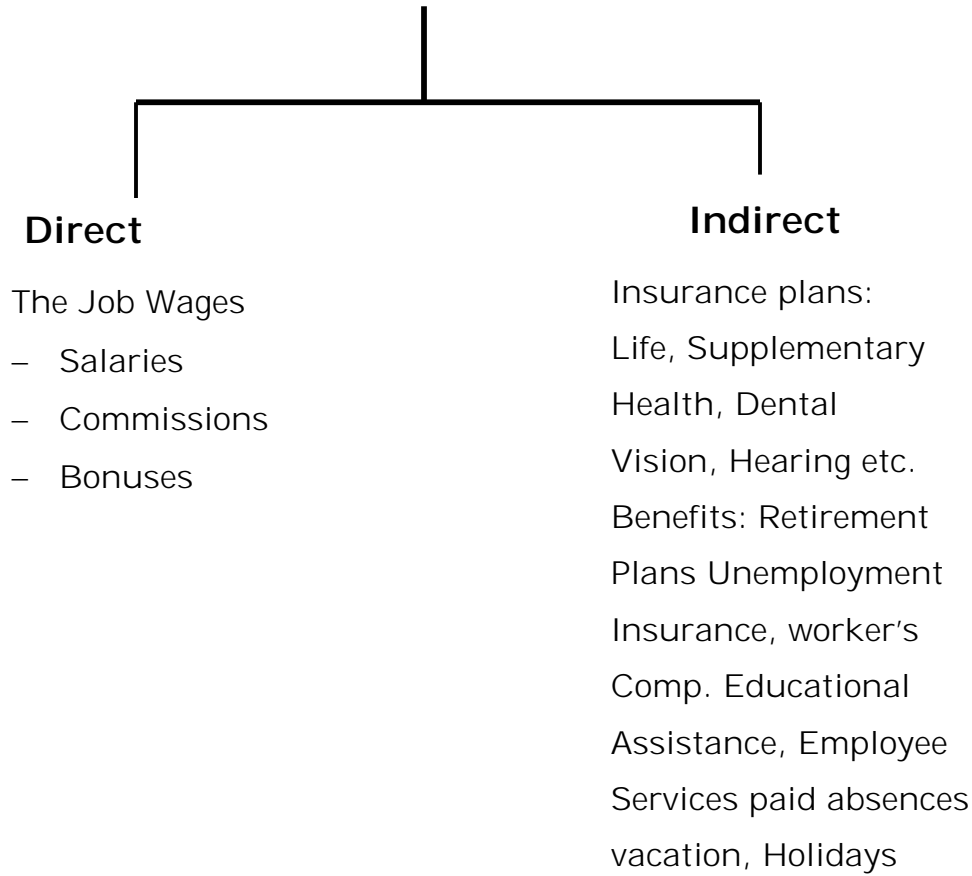 Direct
The Job Wages
– Salaries
– Commissions
– Bonuses
Indirect
Insurance plans:
Life, Supplementary
Health, Dental
Vision, Hearing etc.
Benefits: Retirement
Plans Unemployment
Insurance, worker's
Comp. Educational
Assistance, Employee
Services paid absences
vacation, Holidays